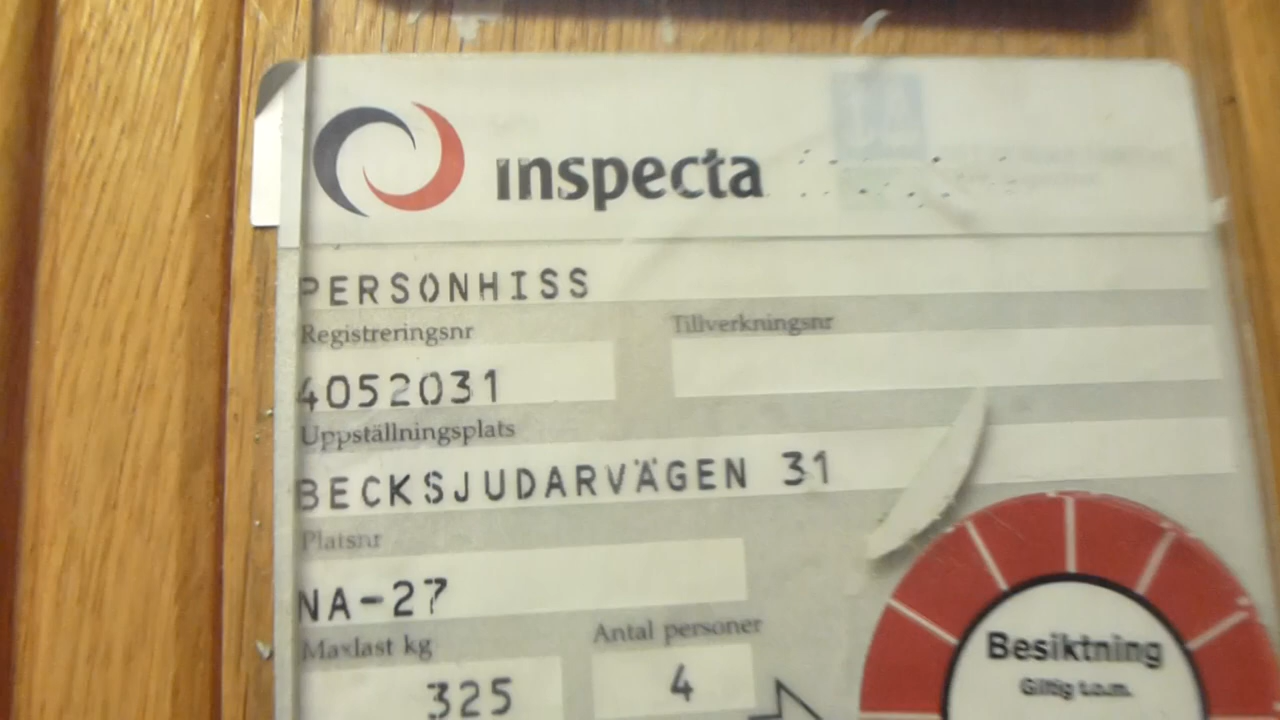 inspecta
PERSONHISS
Registreringsnr
Tillverkningsnr
4052031
Uppställningsplats
BECKSJUDARVÄGEN 31
Platsnr
NA-27
Maxlast kg
Antal personer
325
4
Besiktning
Giltig t.o.m.